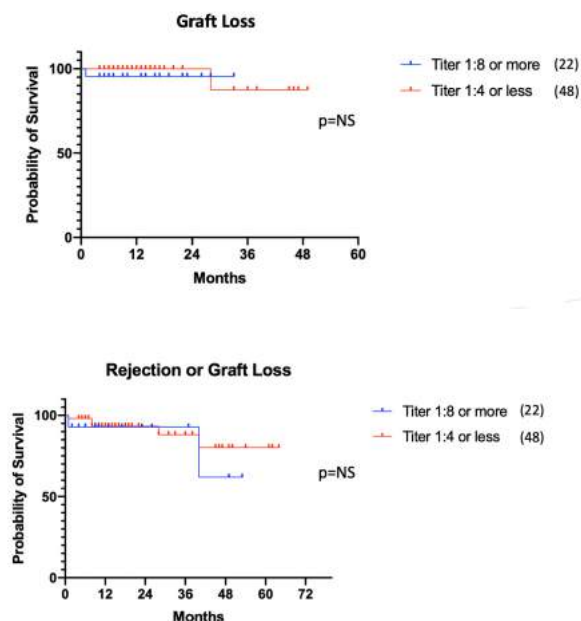 Graft Loss
Titer 1:8 or more (22)
Titer 1:4 or less (48)
p=NS
Probability of Survival
100
50
0
0 12 24 36 48 60
Months
Rejection or Graft Loss
Titer 1:8 or more (22)
Titer 1:4 or less (48)
p=NS
Probability of Survival
100
50
0
0 12 24 36 48 60 72
Months